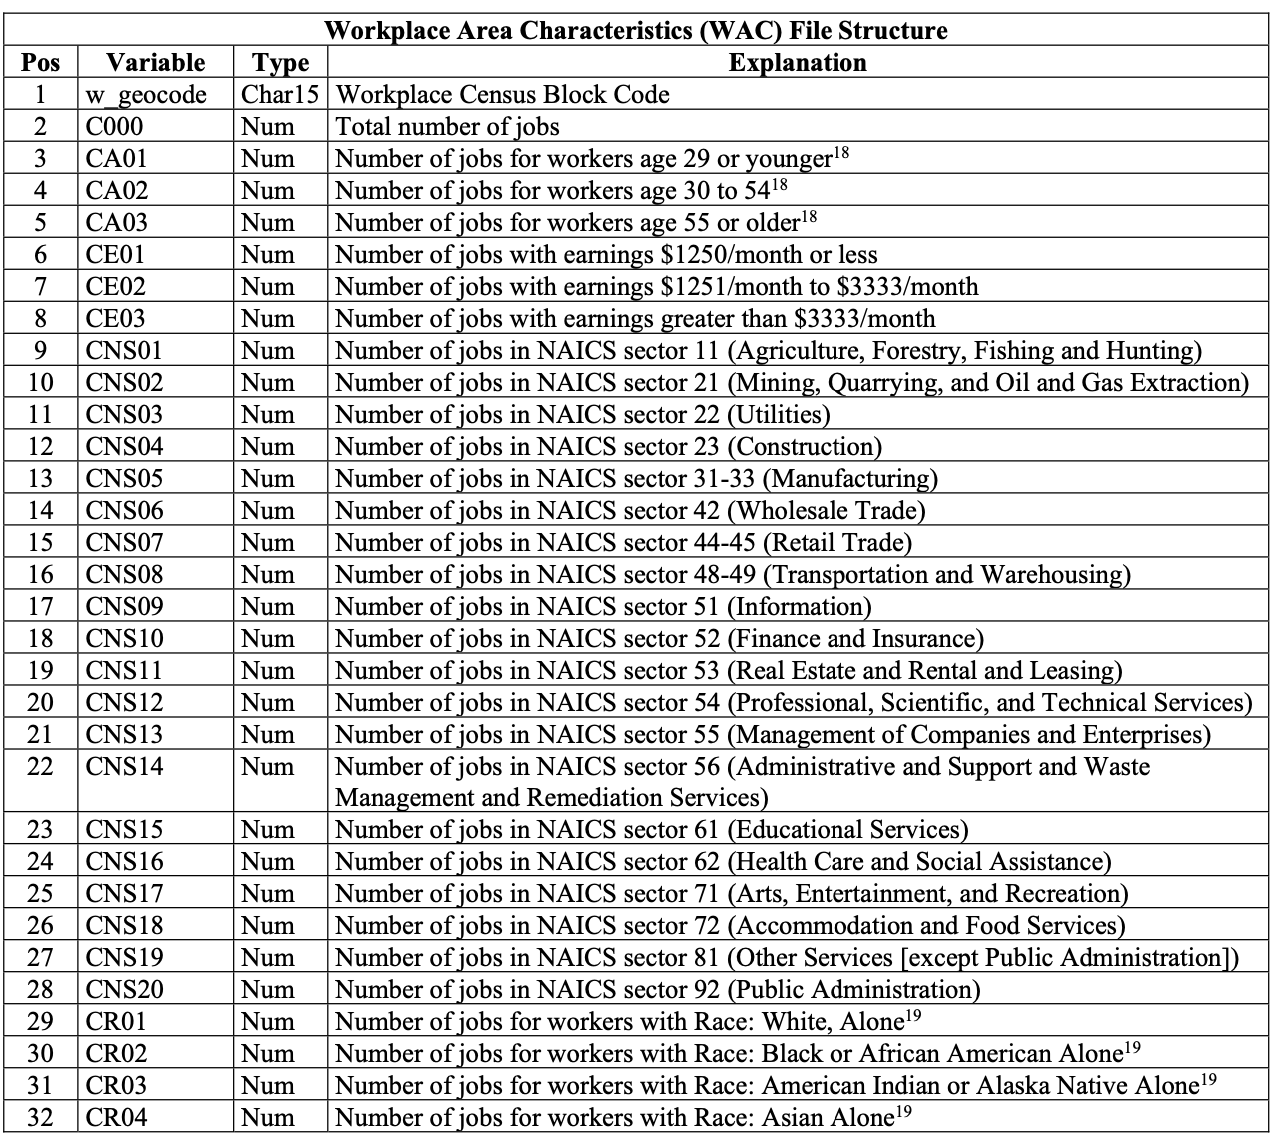 Workplace Area Characteristics (WAC) File Structure
Pos Variable Type Explanation
1 w_geocode Char15 Workplace Census Block Code
2 C000 Num Total number of jobs
3 CA01 Num Number of jobs for workers age 29 or younger18
4 CA02 Num Number of jobs for workers age 30 to 5418
5 CA03 Num Number of jobs for workers age 55 or older18
6 CE01 Num Number of jobs with earnings $1250/month or less
7 CE02 Num Number of jobs with earnings $1251/month to $3333/month
8 CE03 Num Number of jobs with earnings greater than $3333/month
9 CNS01 Num Number of jobs in NAICS sector 11 (Agriculture, Forestry, Fishing and Hunting)
10 CNS02 Num Number of jobs in NAICS sector 21 (Mining, Quarrying, and Oil and Gas Extraction)
11 CNS03 Num Number of jobs in NAICS sector 22 (Utilities)
12 CNS04 Num Number of jobs in NAICS sector 23 (Construction)
13 CNS05 Num Number of jobs in NAICS sector 31-33 (Manufacturing)
14 CNS06 Num Number of jobs in NAICS sector 42 (Wholesale Trade)
15 CNS07 Num Number of jobs in NAICS sector 44-45 (Retail Trade)
16 CNS08 Num Number of jobs in NAICS sector 48-49 (Transportation and Warehousing)
17 CNS09 Num Number of jobs in NAICS sector 51 (Information)
18 CNS10 Num Number of jobs in NAICS sector 52 (Finance and Insurance)
19 CNS11 Num Number of jobs in NAICS sector 53 (Real Estate and Rental and Leasing)
20 CNS12 Num Number of jobs in NAICS sector 54 (Professional, Scientific, and Technical Services)
21 CNS13 Num Number of jobs in NAICS sector 55 (Management of Companies and Enterprises)
22 CNS14 Num Number of jobs in NAICS sector 56 (Administrative and Support and Waste
Management and Remediation Services)
23 CNS15 Num Number of jobs in NAICS sector 61 (Educational Services)
24 CNS16 Num Number of jobs in NAICS sector 62 (Health Care and Social Assistance)
25 CNS17 Num Number of jobs in NAICS sector 71 (Arts, Entertainment, and Recreation)
26 CNS18 Num Number of jobs in NAICS sector 72 (Accommodation and Food Services)
27 CNS19 Num Number of jobs in NAICS sector 81 (Other Services [except Public Administration])
28 CNS20 Num Number of jobs in NAICS sector 92 (Public Administration)
29 CR01 Num Number of jobs for workers with Race: White, Alone19
30 CR02 Num Number of jobs for workers with Race: Black or African American Alone19
31 CR03 Num Number of jobs for workers with Race: American Indian or Alaska Native Alone19
32 CR04 Num Number of jobs for workers with Race: Asian Alone19